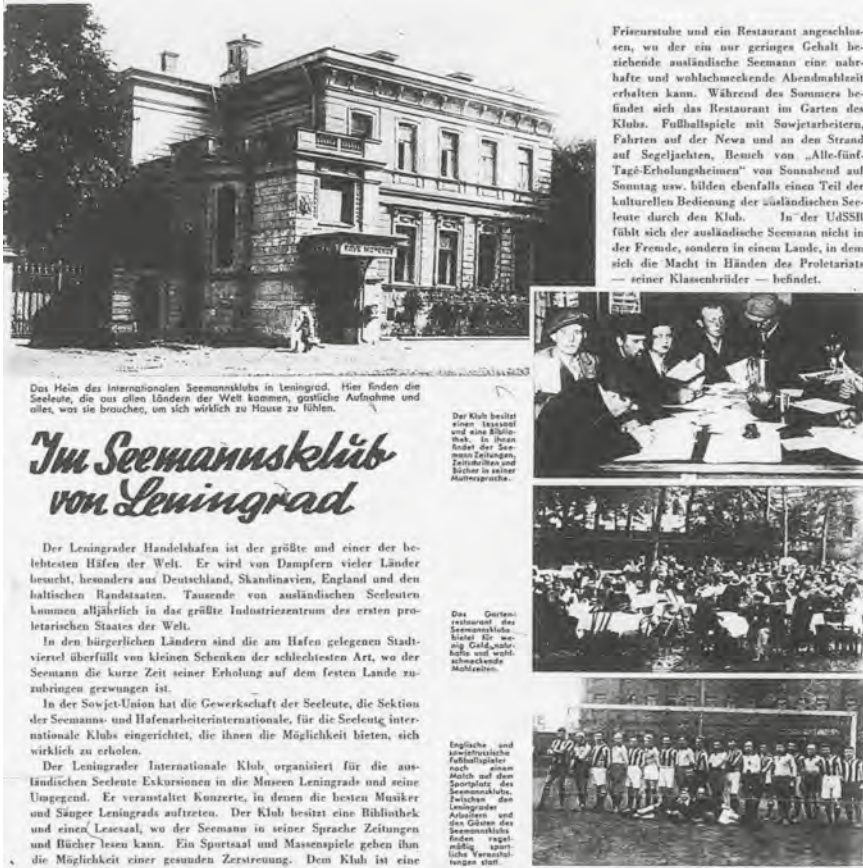 Das Heim des Internationalen Seemannsklubs in Leningrad. Hier finden die
Seeleute, die aus allen Ländern der Welt kommen, gastliche Aufnahme und
alles, was sie brauchen, um sich wirklich zu Hause zu fühlen.
Im Seemannsklub
von Leningrad
Der Leningrader Handelshafen ist der größte und einer der be-
lebtesten Häfen der Welt. Er wird von Dampfern vieler Länder
besucht, besonders aus Deutschland, Skandinavien, England und den
baltischen Randstaaten. Tausende von ausländischen Seeleuten
kommen alljährlich in das größte Industriezentrum des ersten pro-
letarischen Staates der Welt.
In den bürgerlichen Ländern sind die am Hafen gelegenen Stadt-
viertel überfüllt von kleinen Schenken der schlechtesten Art, wo der
Seemann die kurze Zeit seiner Erholung auf dem festen Lande zu-
zubringen gezwungen ist.
In der Sowjet-Union hat die Gewerkschaft der Seeleute, die Sektion
der Seemanns- und Hafenarbeiterinternationale, für die Seeleute inter-
nationale Klubs eingerichtet, die ihnen die Möglichkeit bieten, sich
wirklich zu erholen.
Der Leningrader Internationale Klub organisiert für die aus-
ländischen Seeleute Exkursionen in die Museen Leningrads und seine
Umgegend. Er veranstaltet Konzerte, in denen die besten Musiker
und Sänger Leningrads auftreten. Der Klub besitzt eine Bibliothek
und einen Lesesaal, wo der Seemann in seiner Sprache Zeitungen
und Bücher lesen kann. Ein Sportsaal und Massenspiele geben ihm
die Möglichkeit einer gesunden Zerstreuung. Dem Klub ist eine
Friseurstube und ein Restaurant angeschlos-
sen, wo der ein nur geringes Gehalt be-
ziehende ausländische Seemann eine nahr-
hafte und wohlschmeckende Abendmahlzeit
erhalten kann. Während des Sommers be-
findet sich das Restaurant im Garten des
Klubs. Fußballspiele mit Sowjetarbeitern,
Fahrten auf der Newa und an den Strand
auf Segeljachten, Besuch von „Alle-fünf-
Tage-Erholungsheimen" von Sonnabend auf
Sonntag usw. bilden ebenfalls einen Teil der
kulturellen Bedienung der ausländischen See-
leute durch den Klub. In der UdSSR
fühlt sich der ausländische Seemann nicht in
der Fremde, sondern in einem Lande, in dem
sich die Macht in Händen des Proletariats
— seiner Klassenbrüder — befindet.
Der Klub besitzt
einen Lesesaal
und eine Biblio-
thek. In ihnen
findet der See-
mann Zeitungen,
Zeitschriften und
Bücher in seiner
Muttersprache.
Das Garten-
restaurant des
Seemannsklubs
bietet für we-
nig Geld nahr-
hafte und wohl-
schmeckende
Mahlzeiten.
Englische und
sowjetrussische
Fußballspieler
nach einem
Match auf dem
Sportplatz des
Seemannsklubs.
Zwischen den
Leningrader
Arbeitern und
den Gästen des
Seemannsklubs
finden regel-
mäßig sport-
liche Veranstal-
tungen statt.